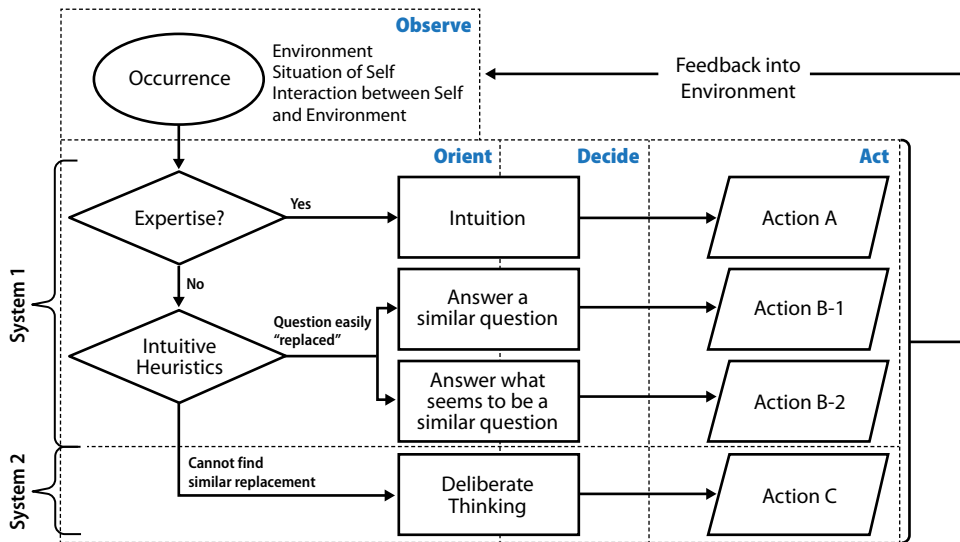 Observe
Occurrence
Environment
Situation of Self
Interaction between Self
and Environment
Feedback into
Environment
Orient
Decide
Act
System 1
Expertise?
Yes
Intuition
Action A
No
Intuitive
Heuristics
Question easily
“replaced”
Answer a
similar question
Action B-1
Answer what
seems to be a
similar question
Action B-2
System 2
Cannot find
similar replacement
Deliberate
Thinking
Action C